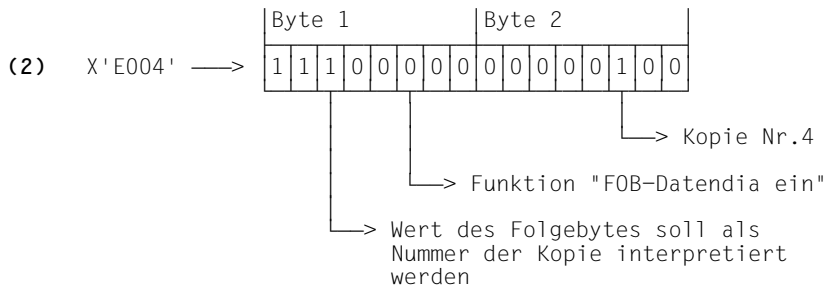 Byte 1 Byte 2
(2) X'E004' ───> 1 1 1 0 0 0 0 0 0 0 0 0 0 1 0 0
> Kopie Nr.4
> Funktion "FOB-Datendia ein"
> Wert des Folgebytes soll als
Nummer der Kopie interpretiert
werden